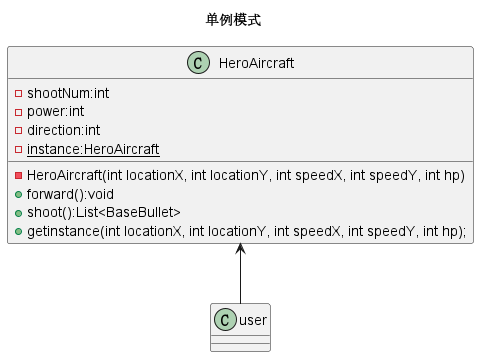 单例模式
C HeroAircraft
shootNum:int
power:int
direction:int
instance:HeroAircraft
HeroAircraft(int locationX, int locationY, int speedX, int speedY, int hp)
forward():void
shoot():List<BaseBullet>
getinstance(int locationX, int locationY, int speedX, int speedY, int hp);
C user